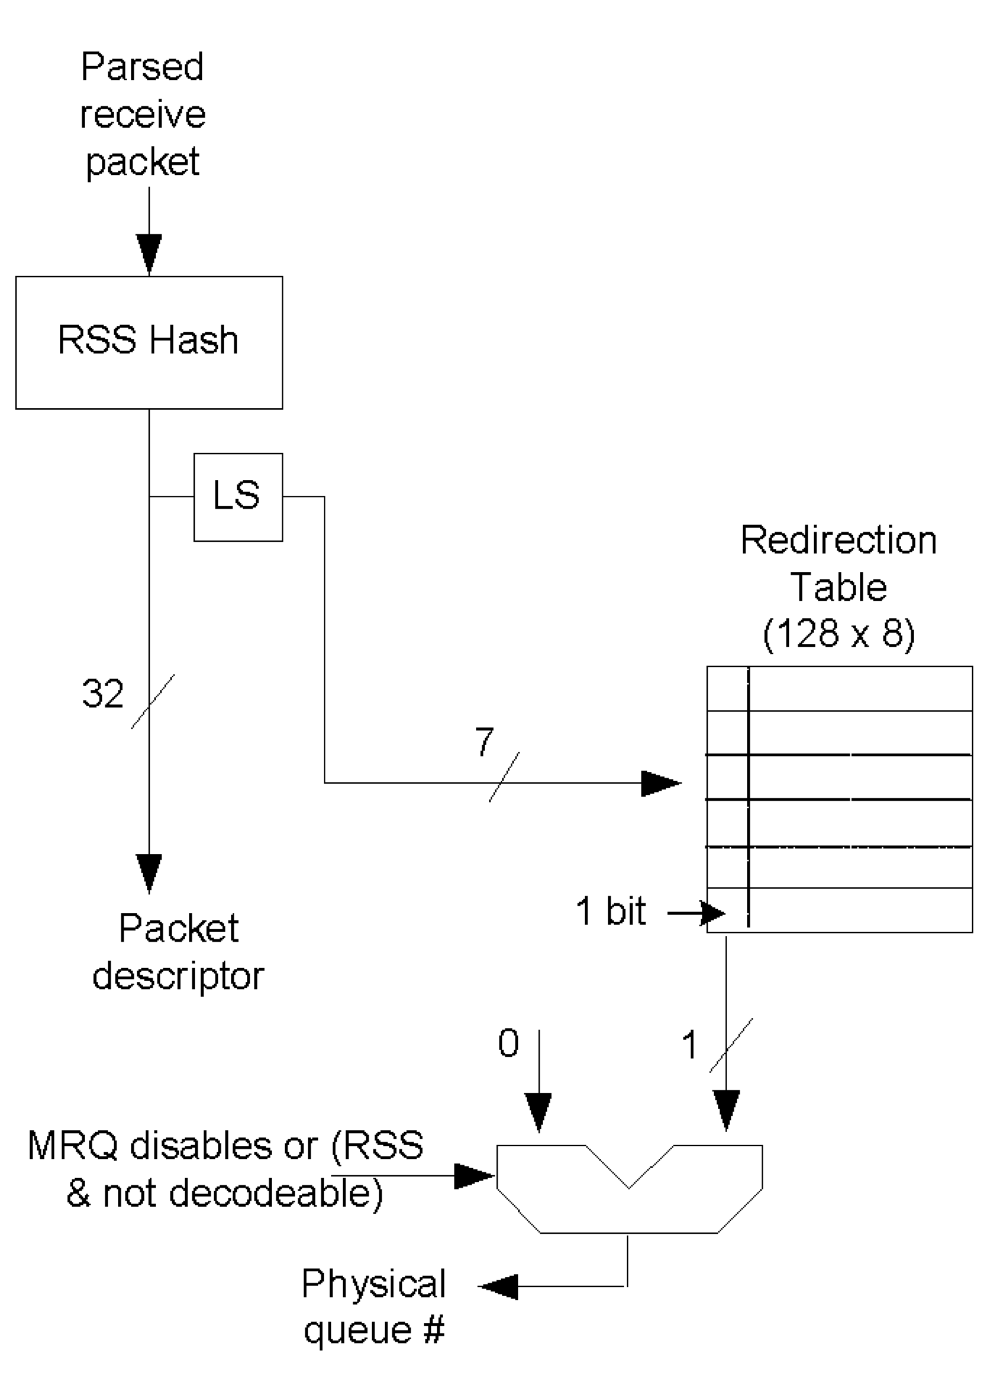 Parsed
receive
packet
RSS Hash
LS
Redirection
Table
(128 x 8)
32
7
1 bit
Packet
descriptor
0
1
MRQ disables or (RSS
& not decodeable)
Physical
queue #